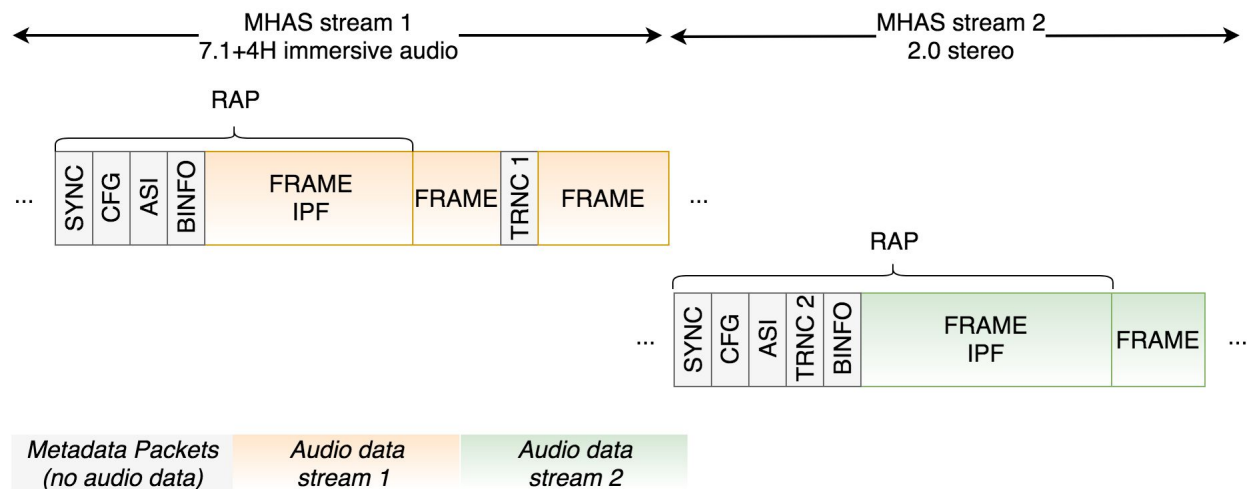 MHAS stream 1
7.1+4H immersive audio
MHAS stream 2
2.0 stereo
RAP
... SYNC CFG ASI BINFO FRAME IPF FRAME TRNC 1 FRAME ...
RAP
... SYNC CFG ASI TRNC 2 BINFO FRAME IPF FRAME ...
Metadata Packets
(no audio data)
Audio data
stream 1
Audio data
stream 2